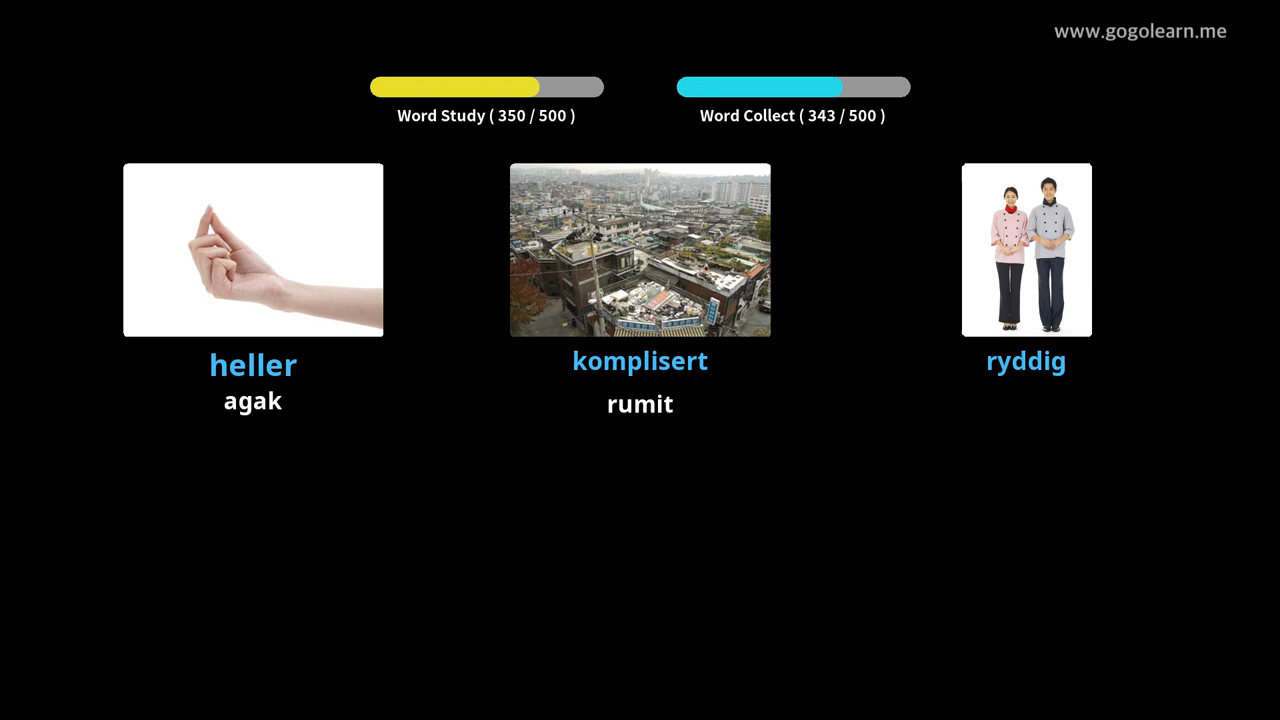 www.gogolearn.me
Word Study ( 350 / 500 )
Word Collect ( 343 / 500 )
heller
agak
komplisert
rumit
ryddig